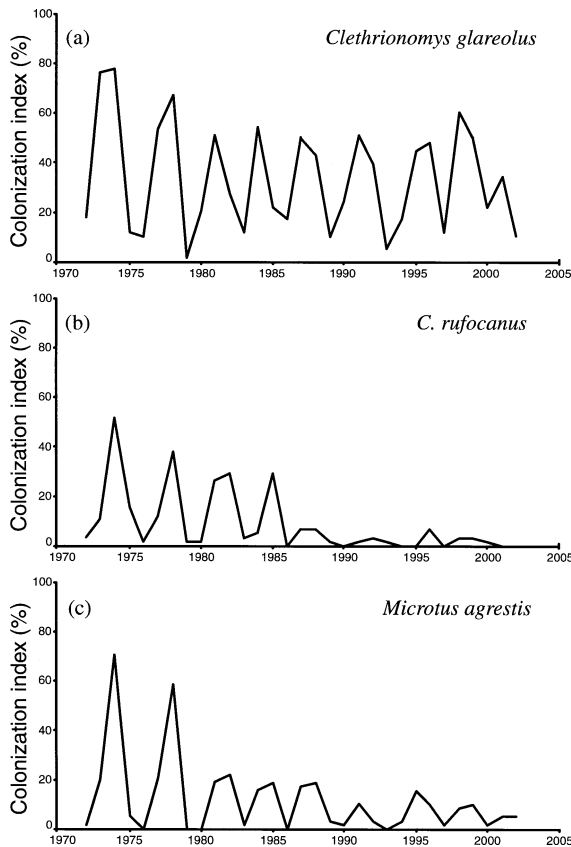 (a)
Clethrionomys glareolus
Colonization index (%)
100
80
60
40
20
0
1970 1975 1980 1985 1990 1995 2000 2005
(b)
C. rufocanus
Colonization index (%)
100
80
60
40
20
0
1970 1975 1980 1985 1990 1995 2000 2005
(c)
Microtus agrestis
Colonization index (%)
100
80
60
40
20
0
1970 1975 1980 1985 1990 1995 2000 2005